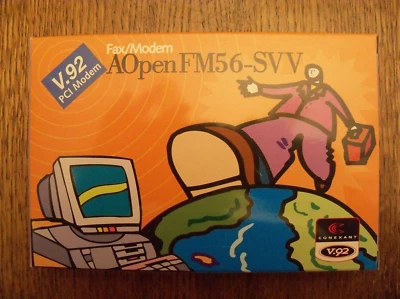 V.92
PCI Modem
Fax/Modem
AOpen FM56-SVV
CONEXANT
V.92